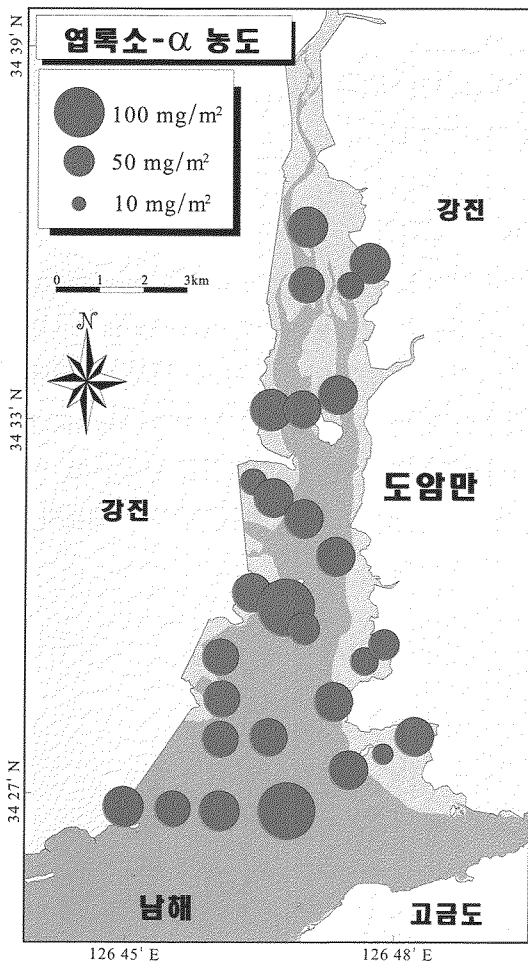 엽록소-α 농도
100 mg/m²
50 mg/m²
10 mg/m²
0 1 2 3km
N
강진
도암만
강진
남해
고금도
34 39' N
34 33' N
34 27' N
126 45' E
126 48' E